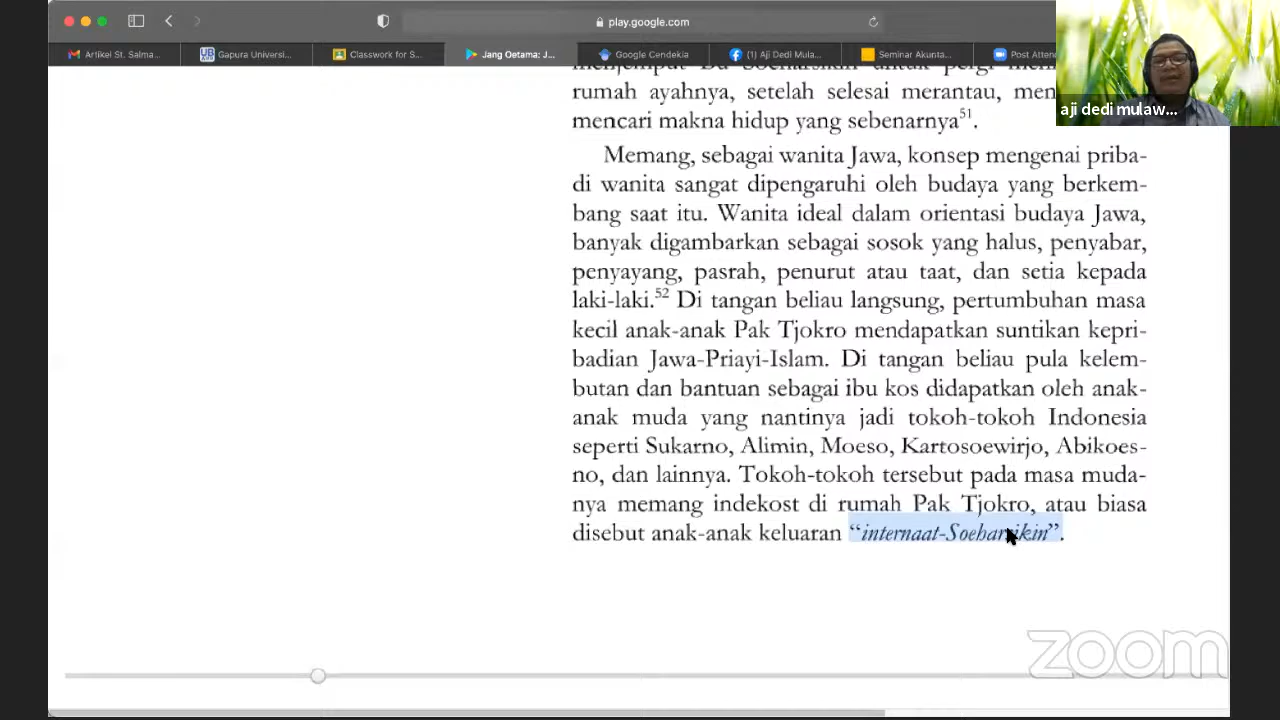 play.google.com
Artikel St. Salma...
Gapura Universi...
Classwork for S...
Jang Oetama: J...
Google Cendekia
(1) Aji Dedi Mula...
Seminar Akunta...
Post Atten
aji dedi mulaw...
rumah ayahnya, setelah selesai merantau, men
mencari makna hidup yang sebenarnya51.
Memang, sebagai wanita Jawa, konsep mengenai priba-
di wanita sangat dipengaruhi oleh budaya yang berkem-
bang saat itu. Wanita ideal dalam orientasi budaya Jawa,
banyak digambarkan sebagai sosok yang halus, penyabar,
penyayang, pasrah, penurut atau taat, dan setia kepada
laki-laki.52 Di tangan beliau langsung, pertumbuhan masa
kecil anak-anak Pak Tjokro mendapatkan suntikan kepri-
badian Jawa-Priayi-Islam. Di tangan beliau pula kelem-
butan dan bantuan sebagai ibu kos didapatkan oleh anak-
anak muda yang nantinya jadi tokoh-tokoh Indonesia
seperti Sukarno, Alimin, Moeso, Kartosoewirjo, Abikoes-
no, dan lainnya. Tokoh-tokoh tersebut pada masa muda-
nya memang indekost di rumah Pak Tjokro, atau biasa
disebut anak-anak keluaran “internaat-Soeharsikin”.
zoom